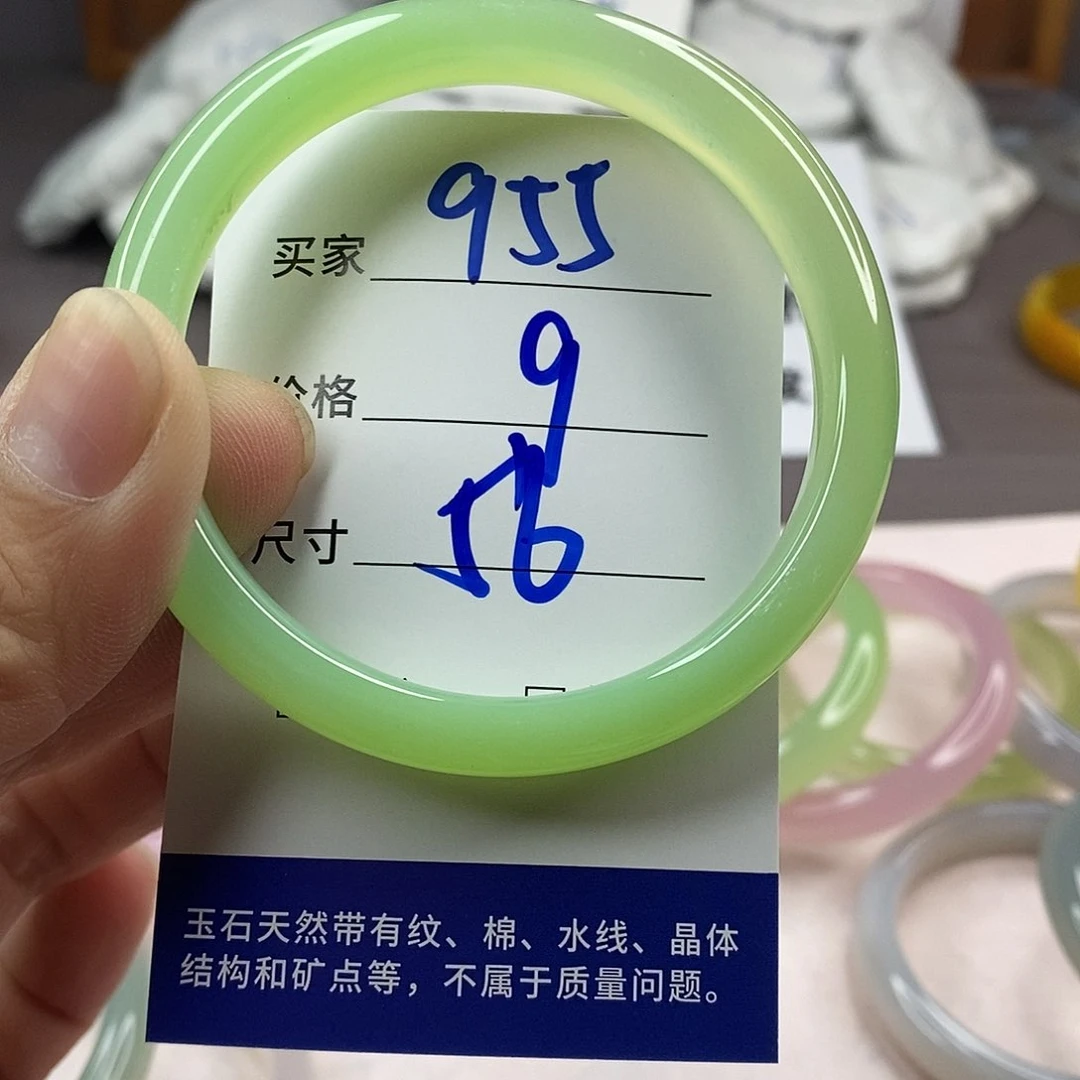 买家 955
价格 9
尺寸 56
玉石天然带有纹、棉、水线、晶体
结构和矿点等，不属于质量问题。